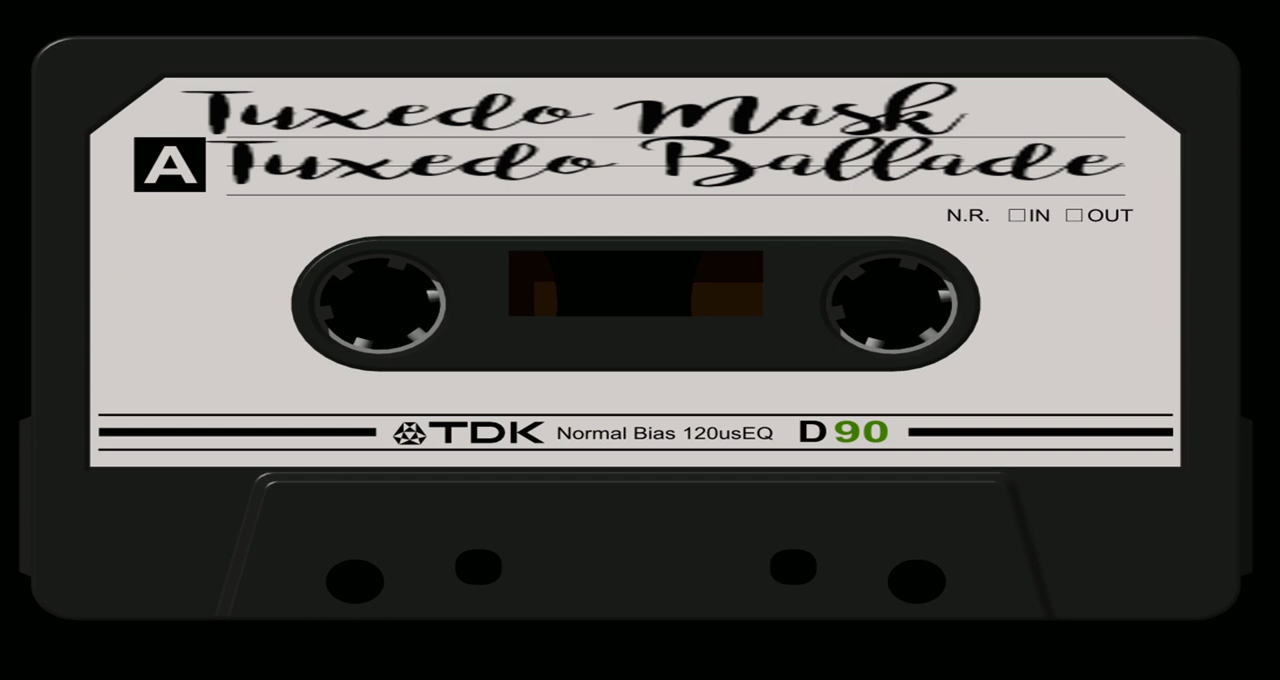 Tuxedo Mask
A Tuxedo Ballade
N.R. □IN □OUT
TDK Normal Bias 120usEQ D90